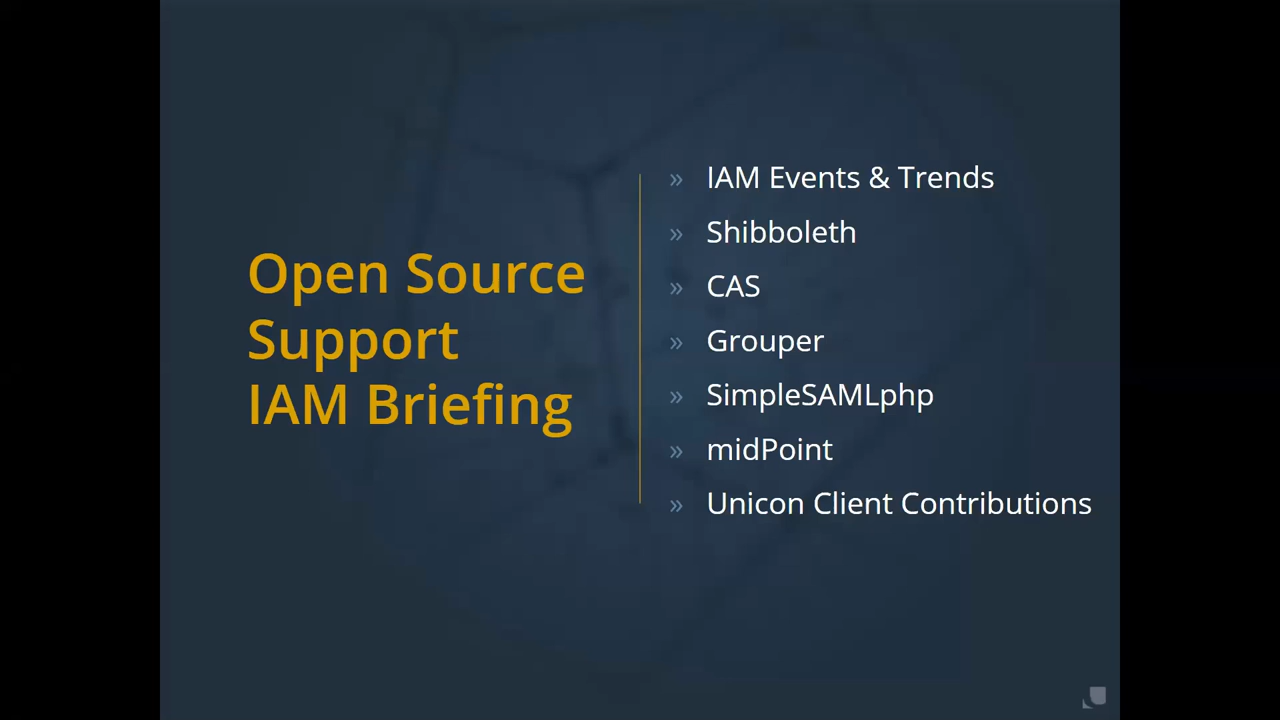 Open Source
Support
IAM Briefing
» IAM Events & Trends
» Shibboleth
» CAS
» Grouper
» SimpleSAMLphp
» midPoint
» Unicon Client Contributions